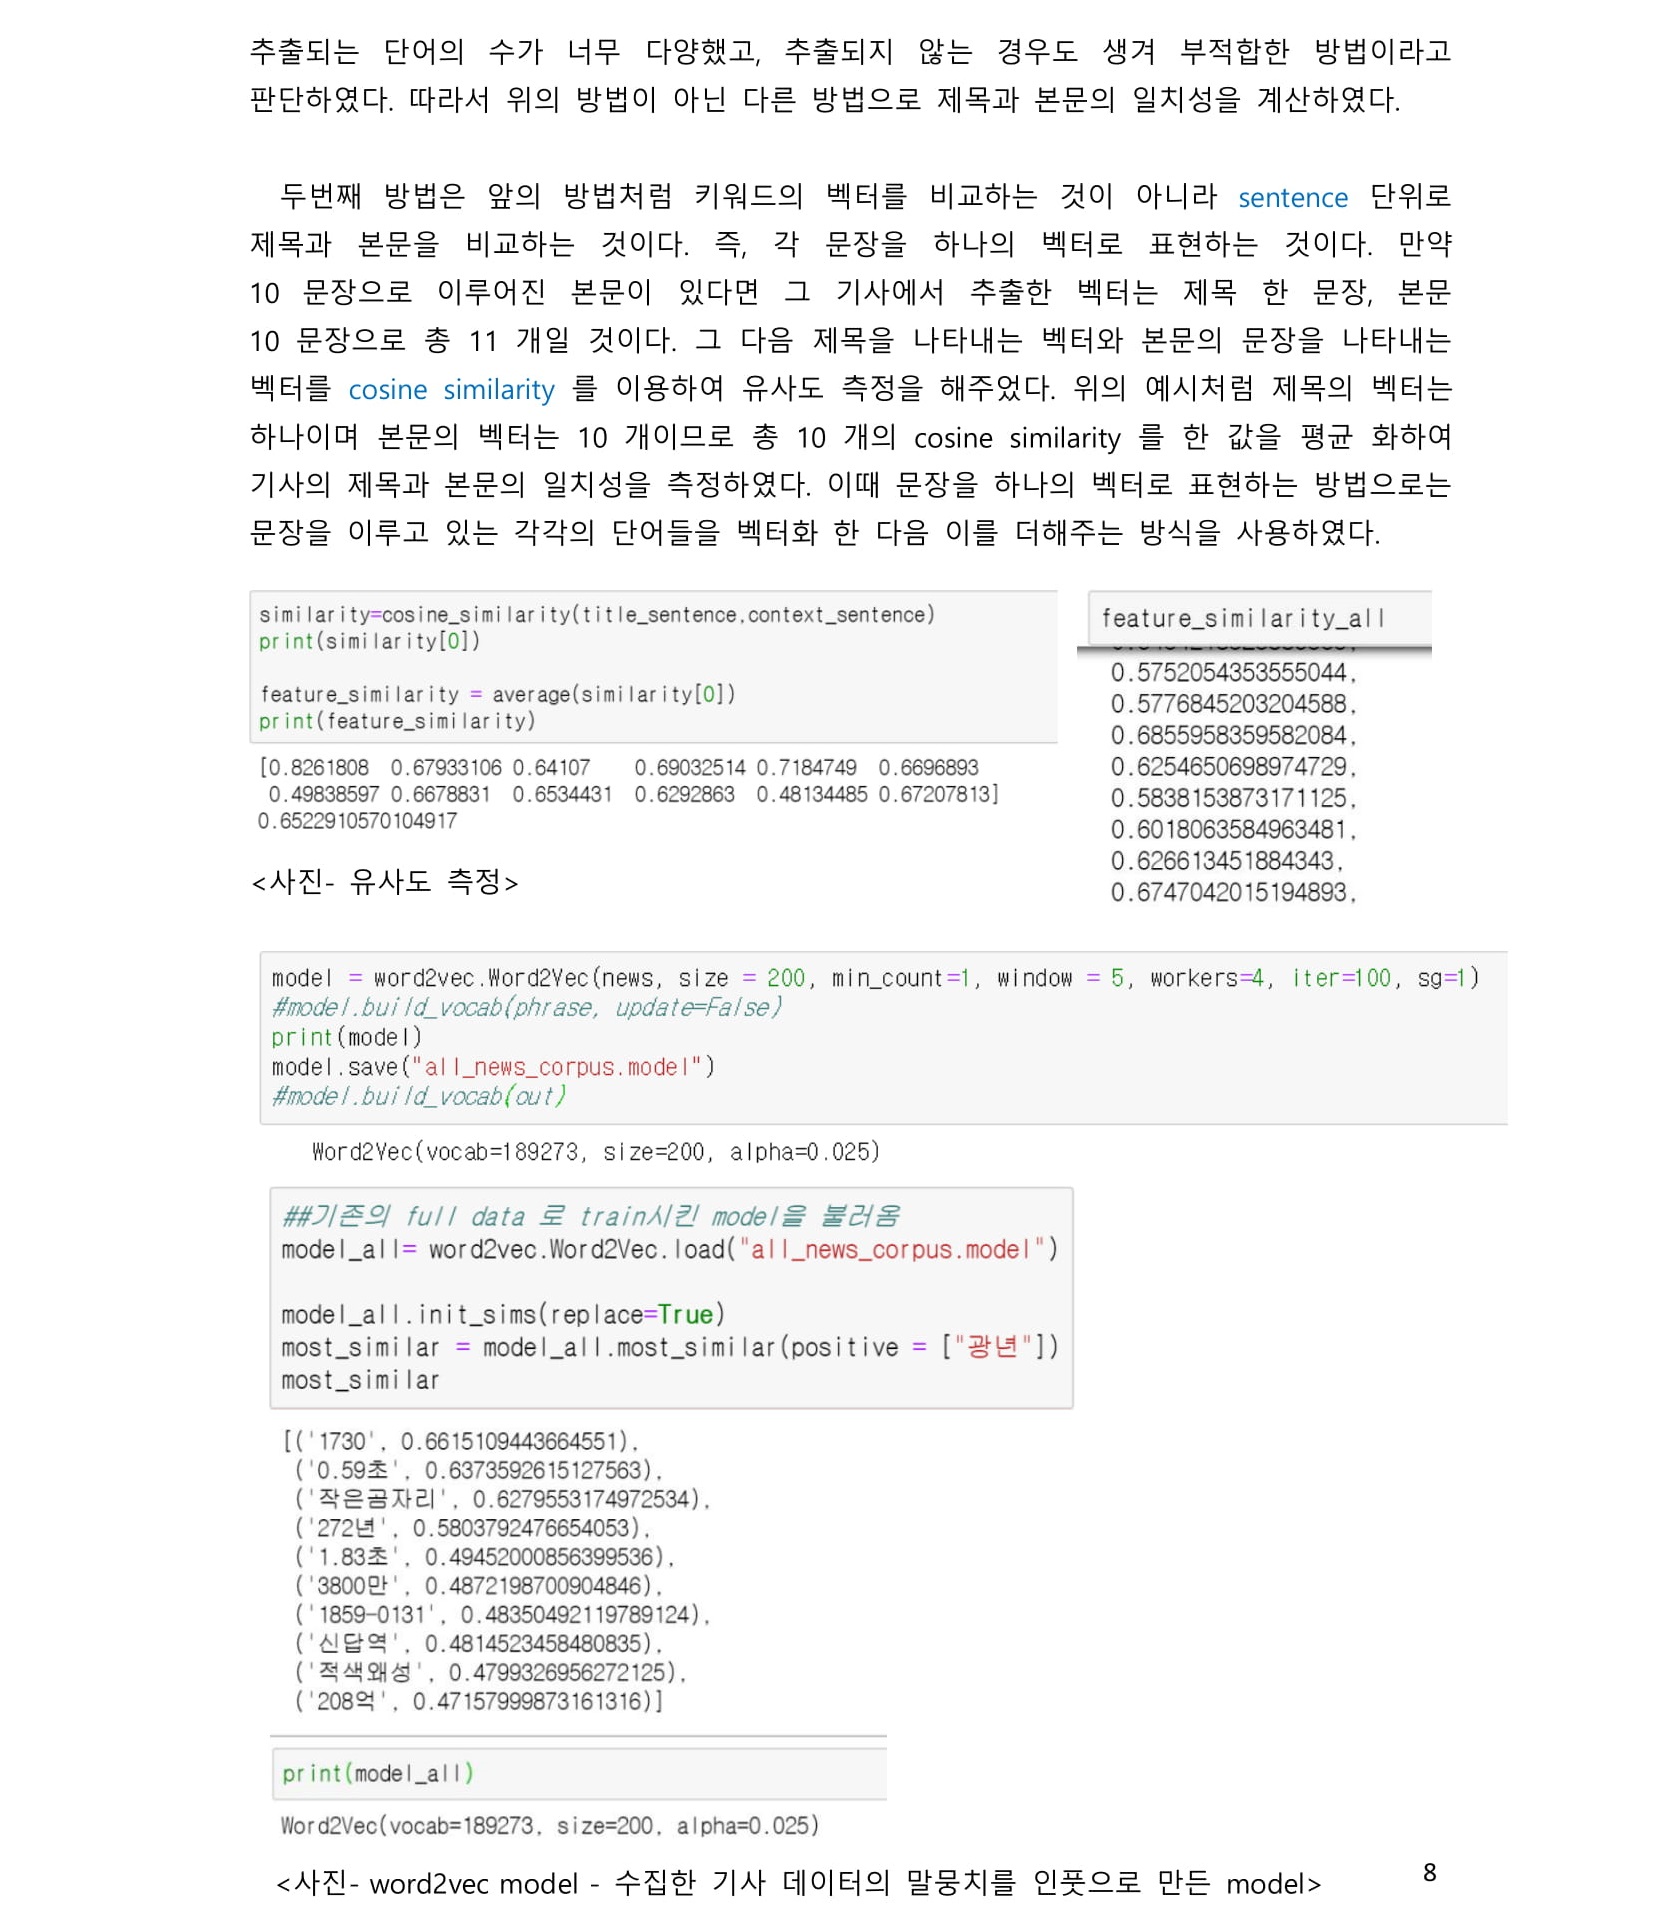 추출되는 단어의 수가 너무 다양했고, 추출되지 않는 경우도 생겨 부적합한 방법이라고
판단하였다. 따라서 위의 방법이 아닌 다른 방법으로 제목과 본문의 일치성을 계산하였다.
두번째 방법은 앞의 방법처럼 키워드의 벡터를 비교하는 것이 아니라 sentence 단위로
제목과 본문을 비교하는 것이다. 즉, 각 문장을 하나의 벡터로 표현하는 것이다. 만약
10 문장으로 이루어진 본문이 있다면 그 기사에서 추출한 벡터는 제목 한 문장, 본문
10 문장으로 총 11 개일 것이다. 그 다음 제목을 나타내는 벡터와 본문의 문장을 나타내는
벡터를 cosine similarity 를 이용하여 유사도 측정을 해주었다. 위의 예시처럼 제목의 벡터는
하나이며 본문의 벡터는 10 개이므로 총 10 개의 cosine similarity 를 한 값을 평균 화하여
기사의 제목과 본문의 일치성을 측정하였다. 이때 문장을 하나의 벡터로 표현하는 방법으로는
문장을 이루고 있는 각각의 단어들을 벡터화 한 다음 이를 더해주는 방식을 사용하였다.
similarity=cosine_similarity(title_sentence,context_sentence)
print(similarity[0])
feature_similarity = average(similarity[0])
print(feature_similarity)
[0.8261808 0.67933106 0.64107 0.69032514 0.7184749 0.6696893
0.49838597 0.6678831 0.6534431 0.6292863 0.48134485 0.67207813]
0.6522910570104917
<사진- 유사도 측정>
feature_similarity_all
0.5752054353555044,
0.5776845203204588,
0.6855958359582084,
0.6254650698974729,
0.5838153873171125,
0.6018063584963481,
0.626613451884343,
0.6747042015194893,
model = word2vec.Word2Vec(news, size = 200, min_count=1, window = 5, workers=4, iter=100, sg=1)
#model.build_vocab(phrase, update=False)
print(model)
model.save("all_news_corpus.model")
#model.build_vocab(out)
Word2Vec(vocab=189273, size=200, alpha=0.025)
##기존의 full data 로 train시킨 model을 불러옴
model_all= word2vec.Word2Vec.load("all_news_corpus.model")
model_all.init_sims(replace=True)
most_similar = model_all.most_similar(positive = ["광년"])
most_similar
[('1730', 0.6615109443664551),
('0.59초', 0.6373592615127563),
('작은곰자리', 0.6279553174972534),
('272년', 0.5803792476654053),
('1.83초', 0.49452000856399536),
('3800만', 0.4872198700904846),
('1859-0131', 0.48350492119789124),
('신답역', 0.4814523458480835),
('적색왜성', 0.4799326956272125),
('208억', 0.47157999873161316)]
print(model_all)
Word2Vec(vocab=189273, size=200, alpha=0.025)
<사진- word2vec model - 수집한 기사 데이터의 말뭉치를 인풋으로 만든 model>
8